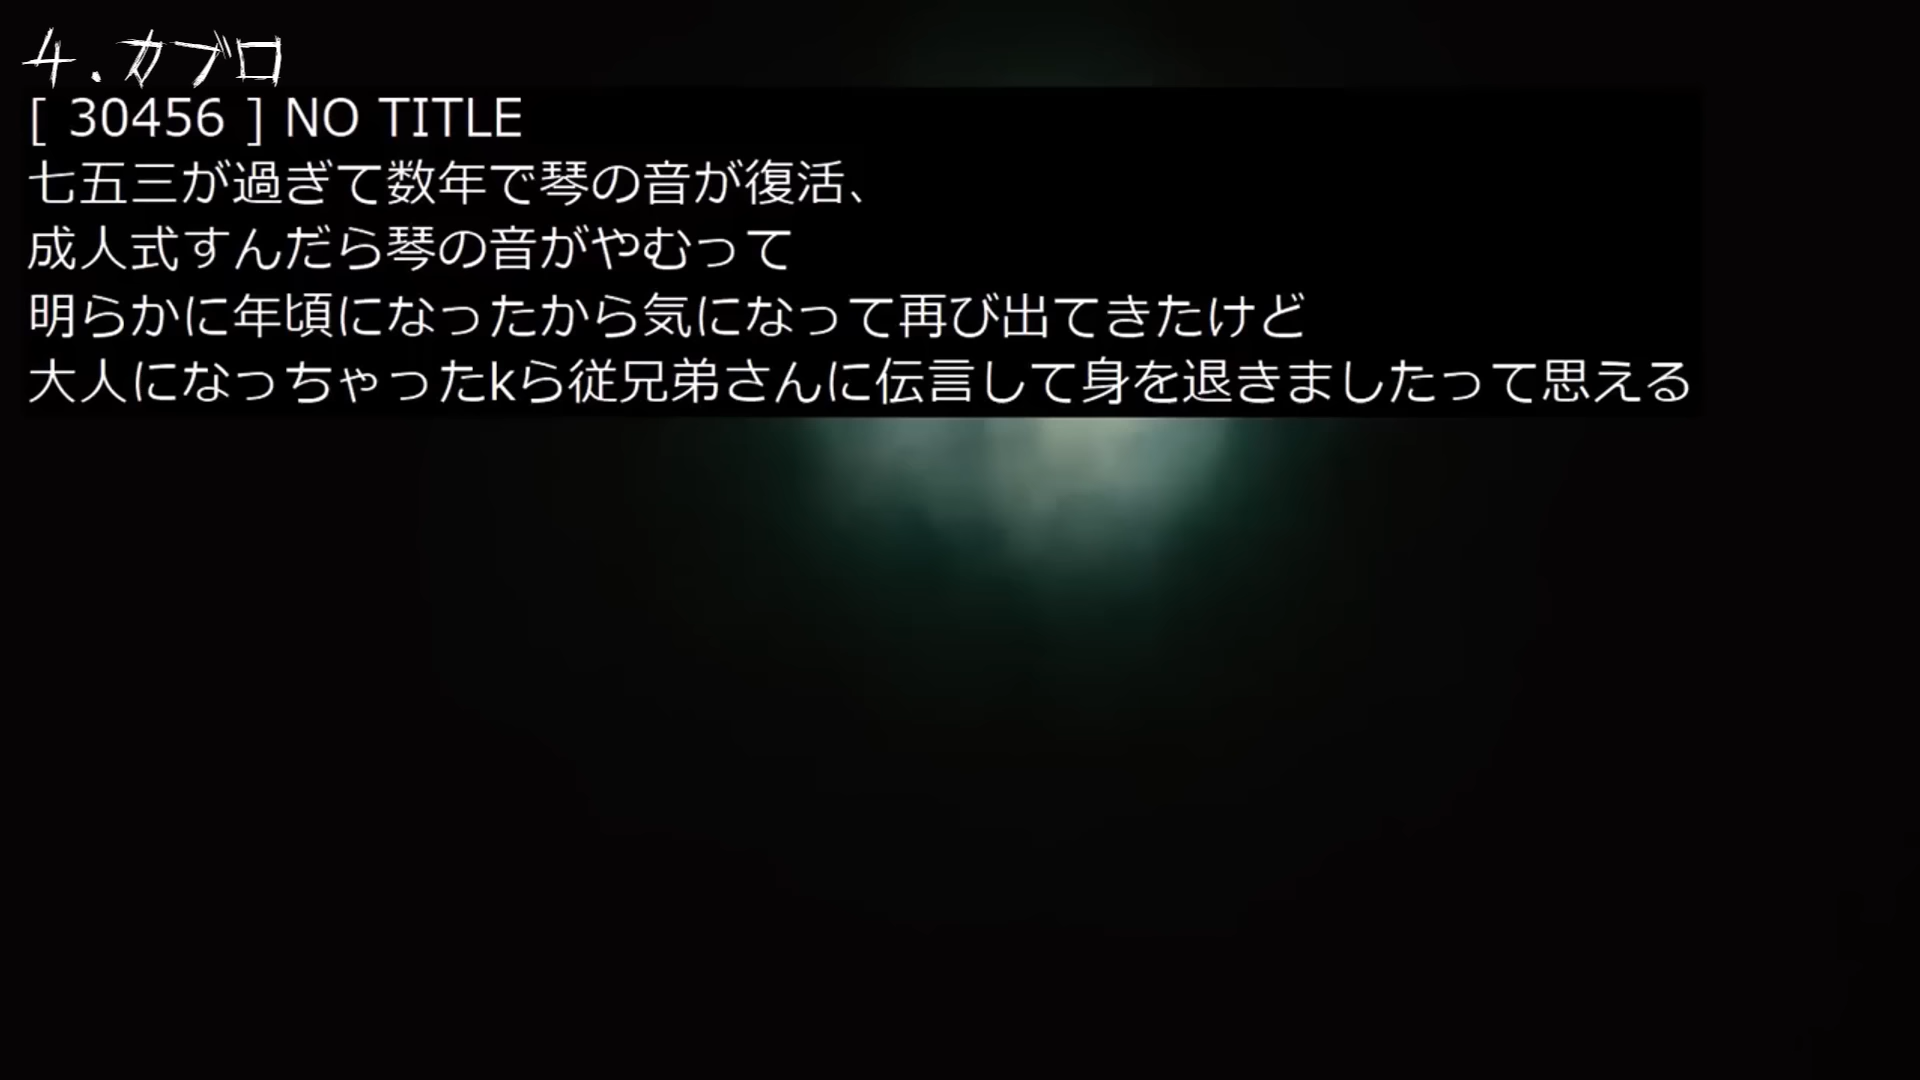 4.カブロ
[ 30456 ] NO TITLE
七五三が過ぎて数年で琴の音が復活、
成人式すんだら琴の音がやむって
明らかに年頃になったから気になって再び出てきたけど
大人になっちゃったkら従兄弟さんに伝言して身を退きましたって思える